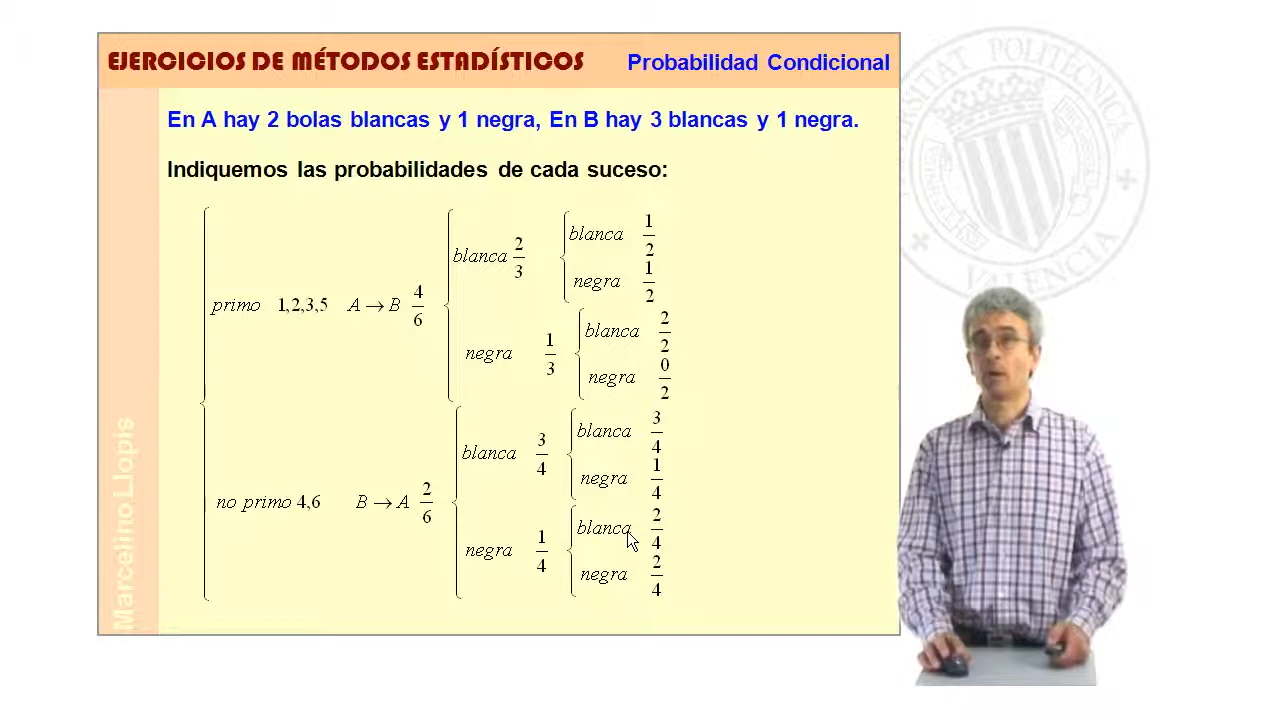 EJERCICIOS DE MÉTODOS ESTADÍSTICOS Probabilidad Condicional
En A hay 2 bolas blancas y 1 negra, En B hay 3 blancas y 1 negra.
Indiquemos las probabilidades de cada suceso:
primo 1,2,3,5 A → B 4/6
blanca 2/3
blanca 1/2
negra 1/2
negra 1/3
blanca 2/2
negra 0/2
no primo 4,6 B → A 2/6
blanca 3/4
blanca 3/4
negra 1/4
negra 1/4
blanca 2/4
negra 2/4
Marcelino Llopis
POLITÈCNICA
VALÈNCIA